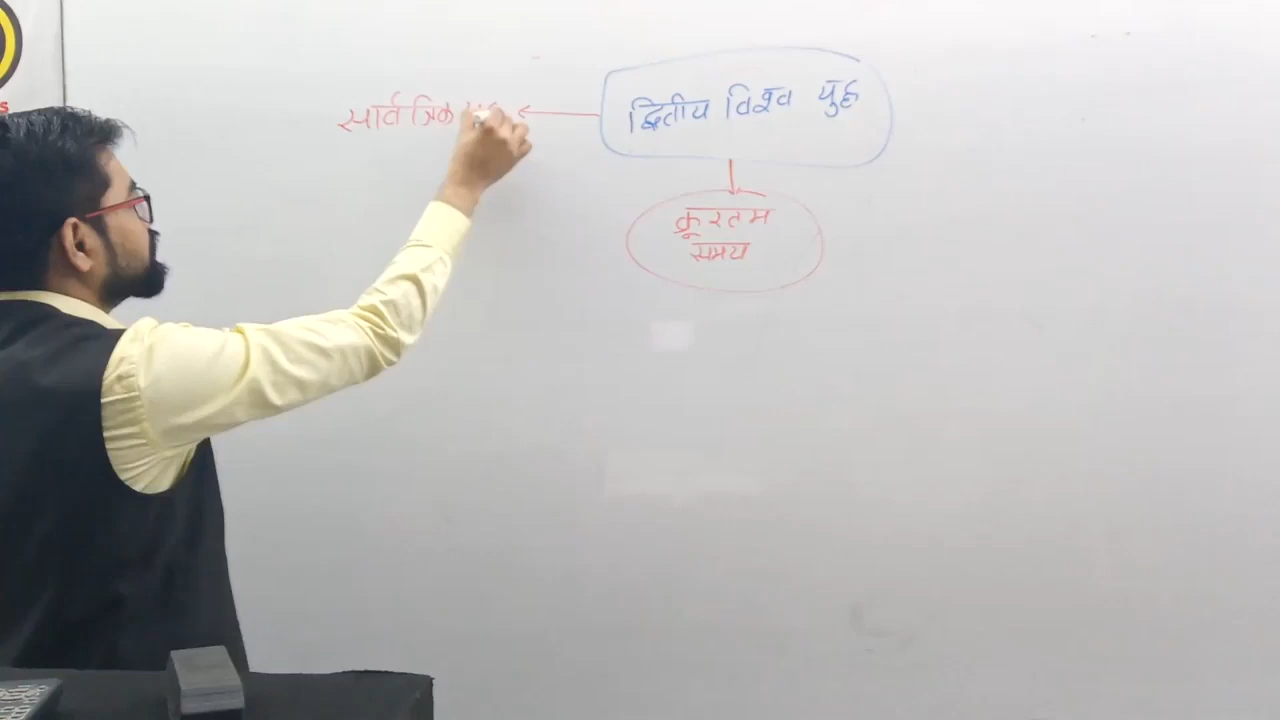 द्वितीय विश्व युद्ध
सार्वत्रिक
क्रूरतम
समय